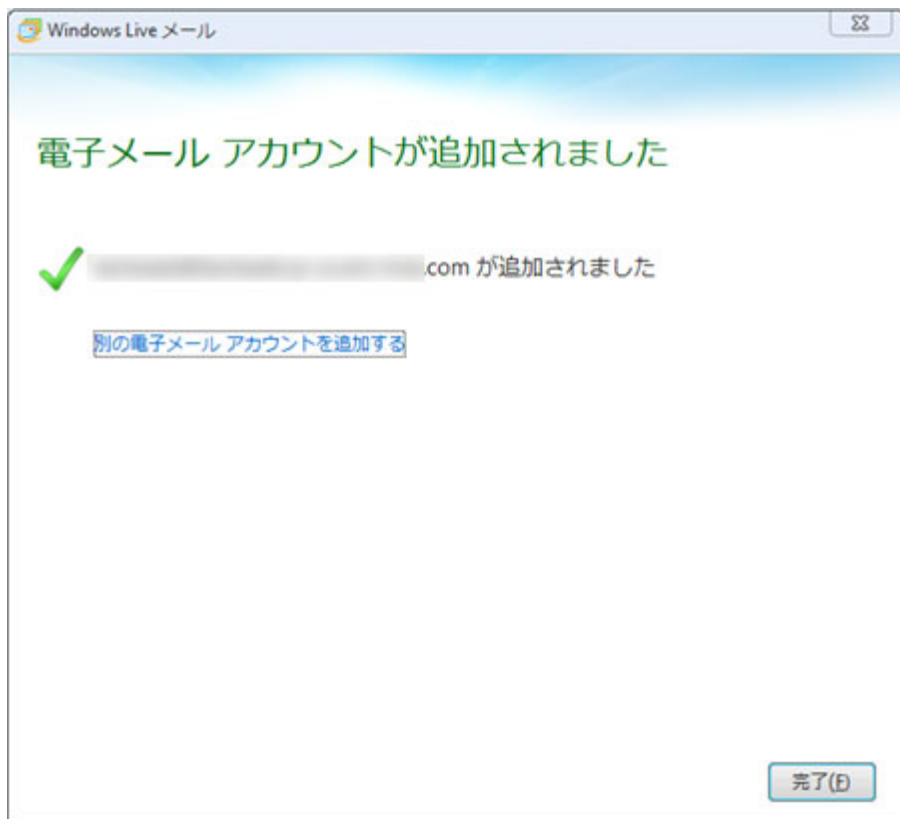 Windows Live メール
電子メール アカウントが追加されました
.com が追加されました
別の電子メール アカウントを追加する
完了(F)